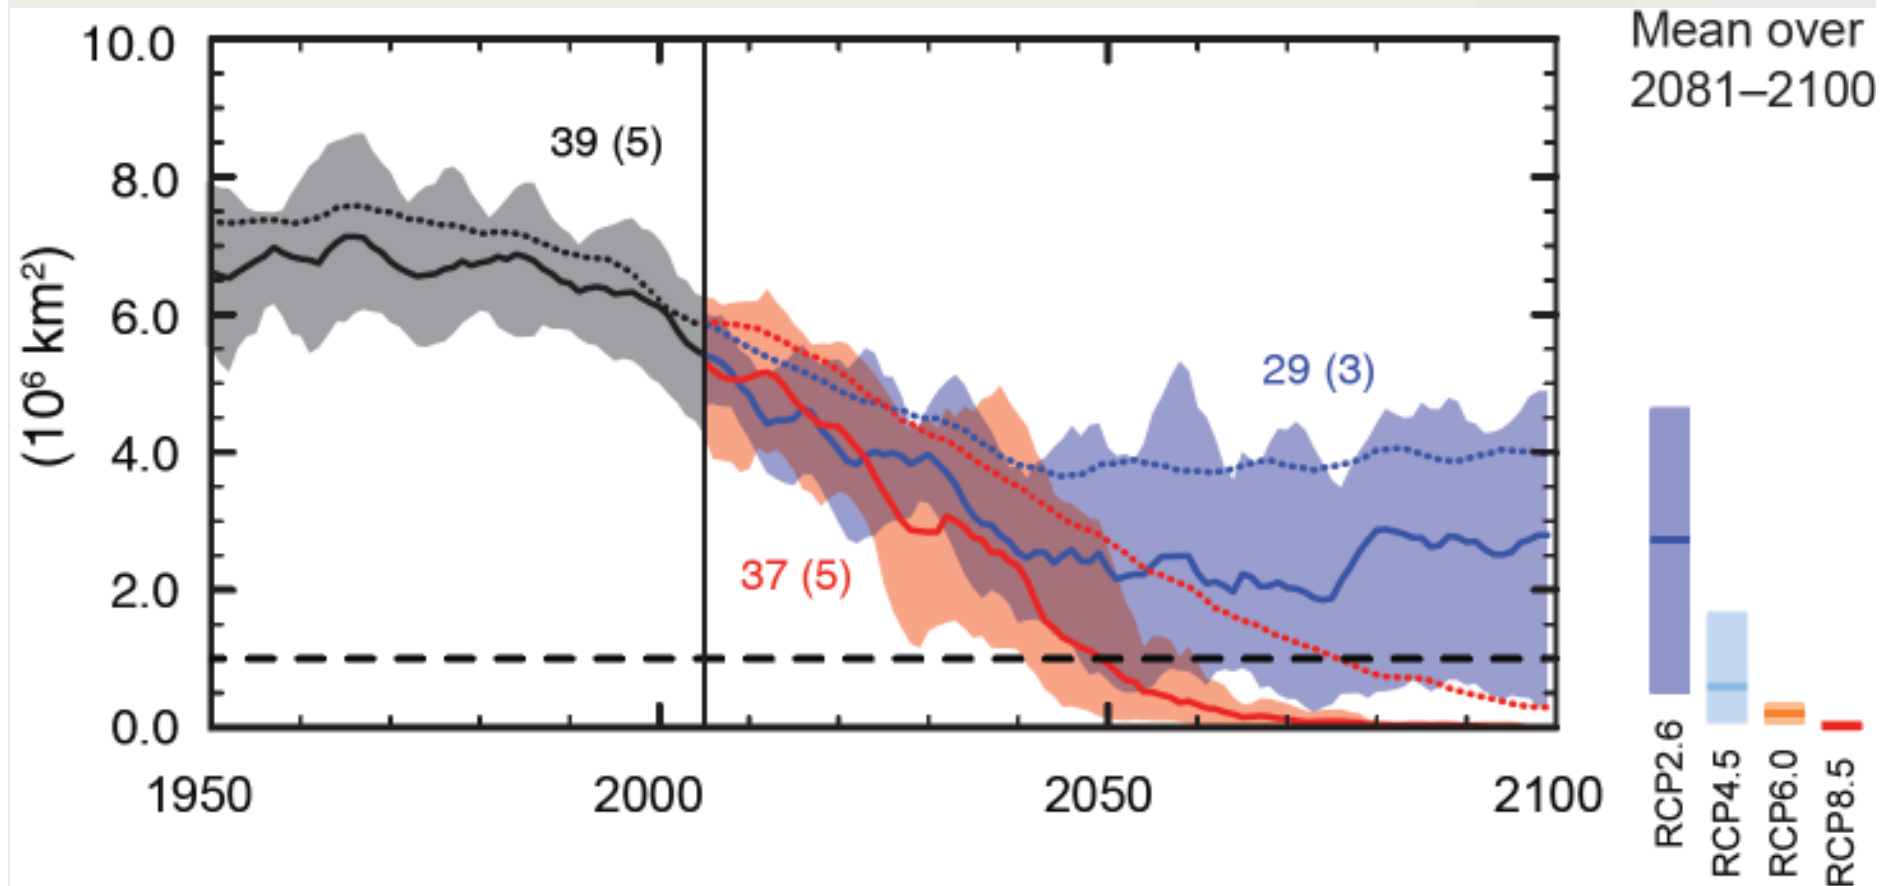 Mean over
2081–2100
(10⁶ km²)
10.0
8.0
6.0
4.0
2.0
0.0
39 (5)
29 (3)
37 (5)
1950
2000
2050
2100
RCP2.6
RCP4.5
RCP6.0
RCP8.5